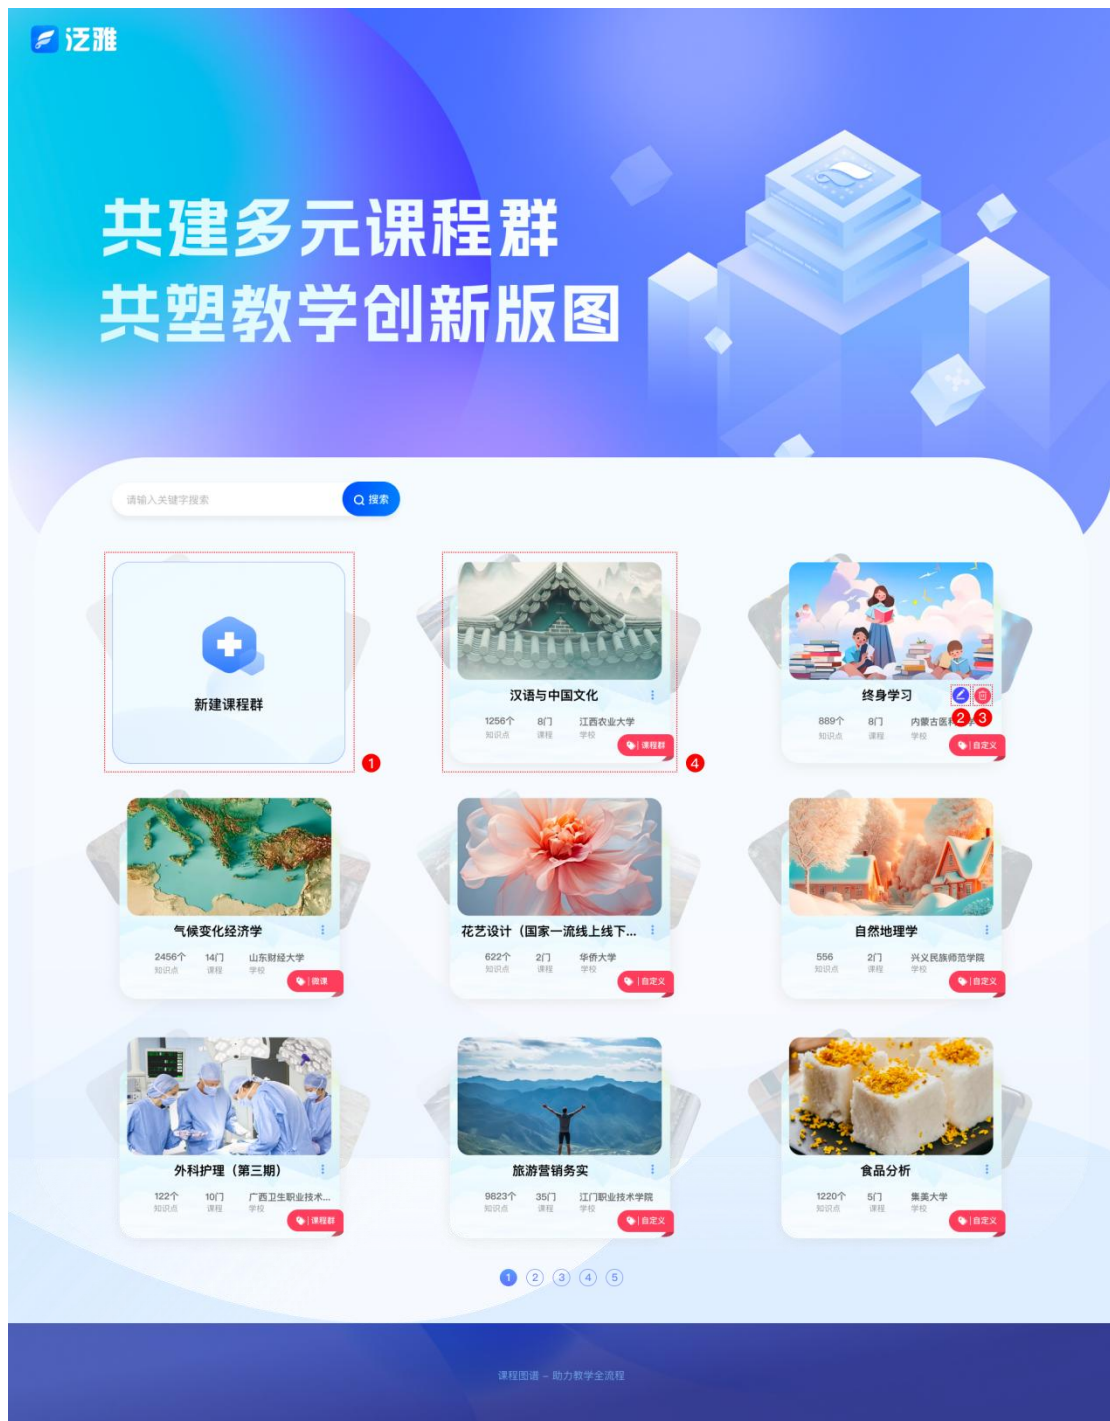 泛雅
共建多元课程群
共塑教学创新版图
请输入关键字搜索
搜索
新建课程群
1
汉语与中国文化
1256个 8门 江西农业大学
知识点 课程 学校
课程群
4
终身学习
2 3
889个 8门 内蒙古医科
知识点 课程 学校
自定义
气候变化经济学
2456个 14门 山东财经大学
知识点 课程 学校
微课
花艺设计（国家一流线上线下...
622个 2门 华侨大学
知识点 课程 学校
自定义
自然地理学
556 2门 兴义民族师范学院
知识点 课程 学校
自定义
外科护理（第三期）
122个 10门 广西卫生职业技术...
知识点 课程 学校
课程群
旅游营销务实
9823个 35门 江门职业技术学院
知识点 课程 学校
自定义
食品分析
1220个 5门 集美大学
知识点 课程 学校
自定义
1 2 3 4 5
课程图谱 – 助力教学全流程